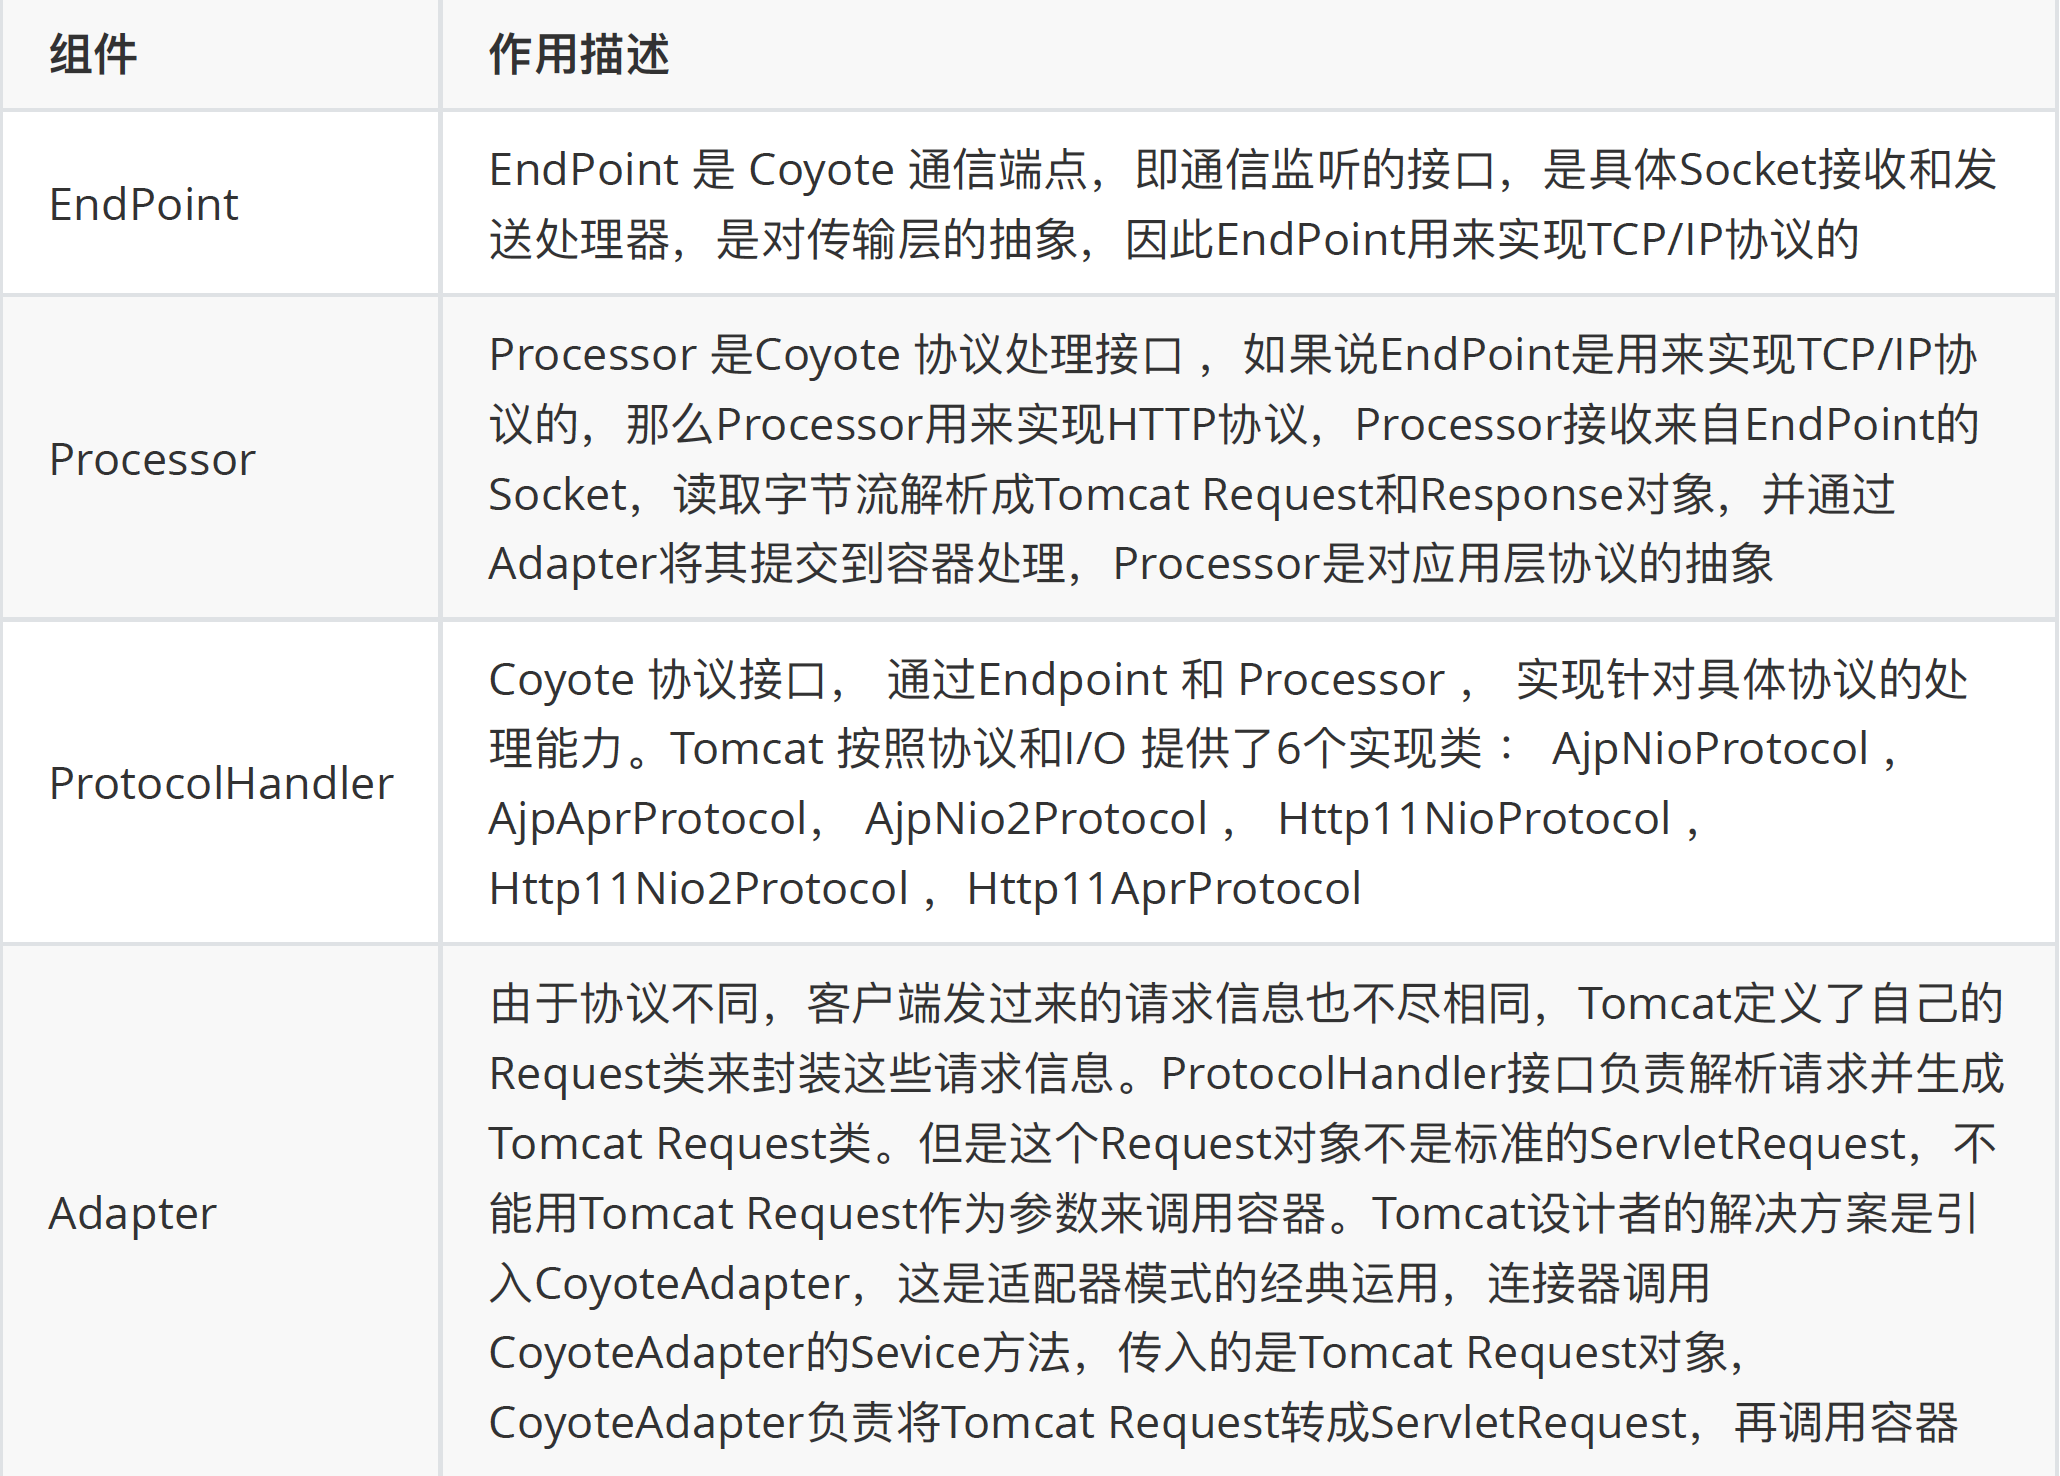 组件
作用描述
EndPoint
EndPoint 是 Coyote 通信端点，即通信监听的接口，是具体Socket接收和发
送处理器，是对传输层的抽象，因此EndPoint用来实现TCP/IP协议的
Processor
Processor 是Coyote 协议处理接口 ，如果说EndPoint是用来实现TCP/IP协
议的，那么Processor用来实现HTTP协议，Processor接收来自EndPoint的
Socket，读取字节流解析成Tomcat Request和Response对象，并通过
Adapter将其提交到容器处理，Processor是对应用层协议的抽象
ProtocolHandler
Coyote 协议接口， 通过Endpoint 和 Processor ， 实现针对具体协议的处
理能力。Tomcat 按照协议和I/O 提供了6个实现类 ： AjpNioProtocol ，
AjpAprProtocol， AjpNio2Protocol ， Http11NioProtocol ，
Http11Nio2Protocol ，Http11AprProtocol
Adapter
由于协议不同，客户端发过来的请求信息也不尽相同，Tomcat定义了自己的
Request类来封装这些请求信息。ProtocolHandler接口负责解析请求并生成
Tomcat Request类。但是这个Request对象不是标准的ServletRequest，不
能用Tomcat Request作为参数来调用容器。Tomcat设计者的解决方案是引
入CoyoteAdapter，这是适配器模式的经典运用，连接器调用
CoyoteAdapter的Sevice方法，传入的是Tomcat Request对象，
CoyoteAdapter负责将Tomcat Request转成ServletRequest，再调用容器